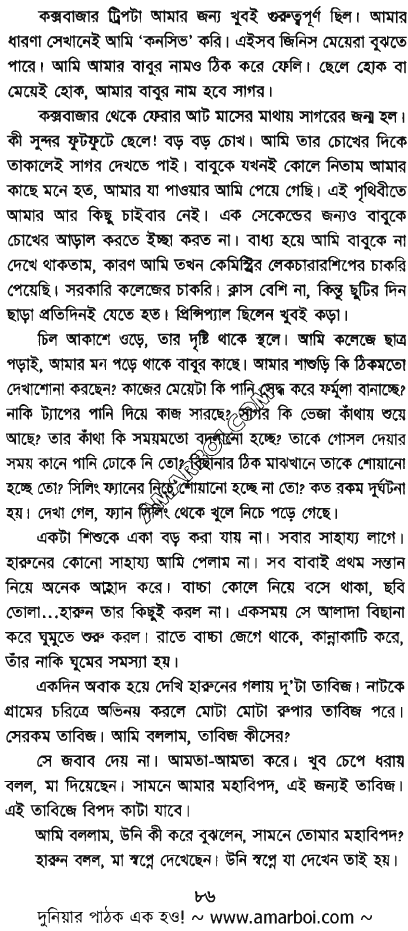 কক্সবাজার ট্রিপটা আমার জন্য খুবই গুরুত্বপূর্ণ ছিল। আমার
ধারণা সেখানেই আমি ‘কনসিভ’ করি। এইসব জিনিস মেয়েরা বুঝতে
পারে। আমি আমার বাবুর নামও ঠিক করে ফেলি। ছেলে হোক বা
মেয়েই হোক, আমার বাবুর নাম হবে সাগর।
কক্সবাজার থেকে ফেরার আট মাসের মাথায় সাগরের জন্ম হল।
কী সুন্দর ফুটফুটে ছেলে! বড় বড় চোখ। আমি তার চোখের দিকে
তাকালেই সাগর দেখতে পাই। বাবুকে যখনই কোলে নিতাম আমার
কাছে মনে হত, আমার যা পাওয়ার আমি পেয়ে গেছি। এই পৃথিবীতে
আমার আর কিছু চাইবার নেই। এক সেকেন্ডের জন্যও বাবুকে
চোখের আড়াল করতে ইচ্ছা করত না। বাধ্য হয়ে আমি বাবুকে না
দেখে থাকতাম, কারণ আমি তখন কেমিস্ট্রির লেকচারারশিপের চাকরি
পেয়েছি। সরকারি কলেজের চাকরি। ক্লাস বেশি না, কিন্তু ছুটির দিন
ছাড়া প্রতিদিনই যেতে হত। প্রিন্সিপ্যাল ছিলেন খুবই কড়া।
চিল আকাশে ওড়ে, তার দৃষ্টি থাকে স্থলে। আমি কলেজে ছাত্র
পড়াই, আমার মন পড়ে থাকে বাবুর কাছে। আমার শাশুড়ি কি ঠিকমতো
দেখাশোনা করছেন? কাজের মেয়েটা কি পানি সেদ্ধ করে ফর্মুলা বানাচ্ছে?
নাকি ট্যাপের পানি দিয়ে কাজ সারছে? সাগর কি ভেজা কাঁথায় শুয়ে
আছে? তার কাঁথা কি সময়মতো বদলানো হচ্ছে? তাকে গোসল দেয়ার
সময় কানে পানি ঢোকে নি তো? বিছানার ঠিক মাঝখানে তাকে শোয়ানো
হচ্ছে তো? সিলিং ফ্যানের নিচে শোয়ানো হচ্ছে না তো? কত রকম দুর্ঘটনা
হয়। দেখা গেল, ফ্যান সিলিং থেকে খুলে নিচে পড়ে গেছে।
একটা শিশুকে একা বড় করা যায় না। সবার সাহায্য লাগে।
হারুনের কোনো সাহায্য আমি পেলাম না। সব বাবাই প্রথম সন্তান
নিয়ে অনেক আহ্লাদ করে। বাচ্চা কোলে নিয়ে বসে থাকা, ছবি
তোলা...হারুন তার কিছুই করল না। একসময় সে আলাদা বিছানা
করে ঘুমুতে শুরু করল। রাতে বাচ্চা জেগে থাকে, কান্নাকাটি করে,
তাঁর নাকি ঘুমের সমস্যা হয়।
একদিন অবাক হয়ে দেখি হারুনের গলায় দু’টা তাবিজ। নাটকে
গ্রামের চরিত্রে অভিনয় করলে মোটা মোটা রুপার তাবিজ পরে।
সেরকম তাবিজ। আমি বললাম, তাবিজ কীসের?
সে জবাব দেয় না। আমতা-আমতা করে। খুব চেপে ধরায়
বলল, মা দিয়েছেন। সামনে আমার মহাবিপদ, এই জন্যই তাবিজ।
এই তাবিজে বিপদ কাটা যাবে।
আমি বললাম, উনি কী করে বুঝলেন, সামনে তোমার মহাবিপদ?
হারুন বলল, মা স্বপ্নে দেখেছেন। উনি স্বপ্নে যা দেখেন তাই হয়।
৮৬
দুনিয়ার পাঠক এক হও! ~ www.amarboi.com ~
AMARBOI.COM